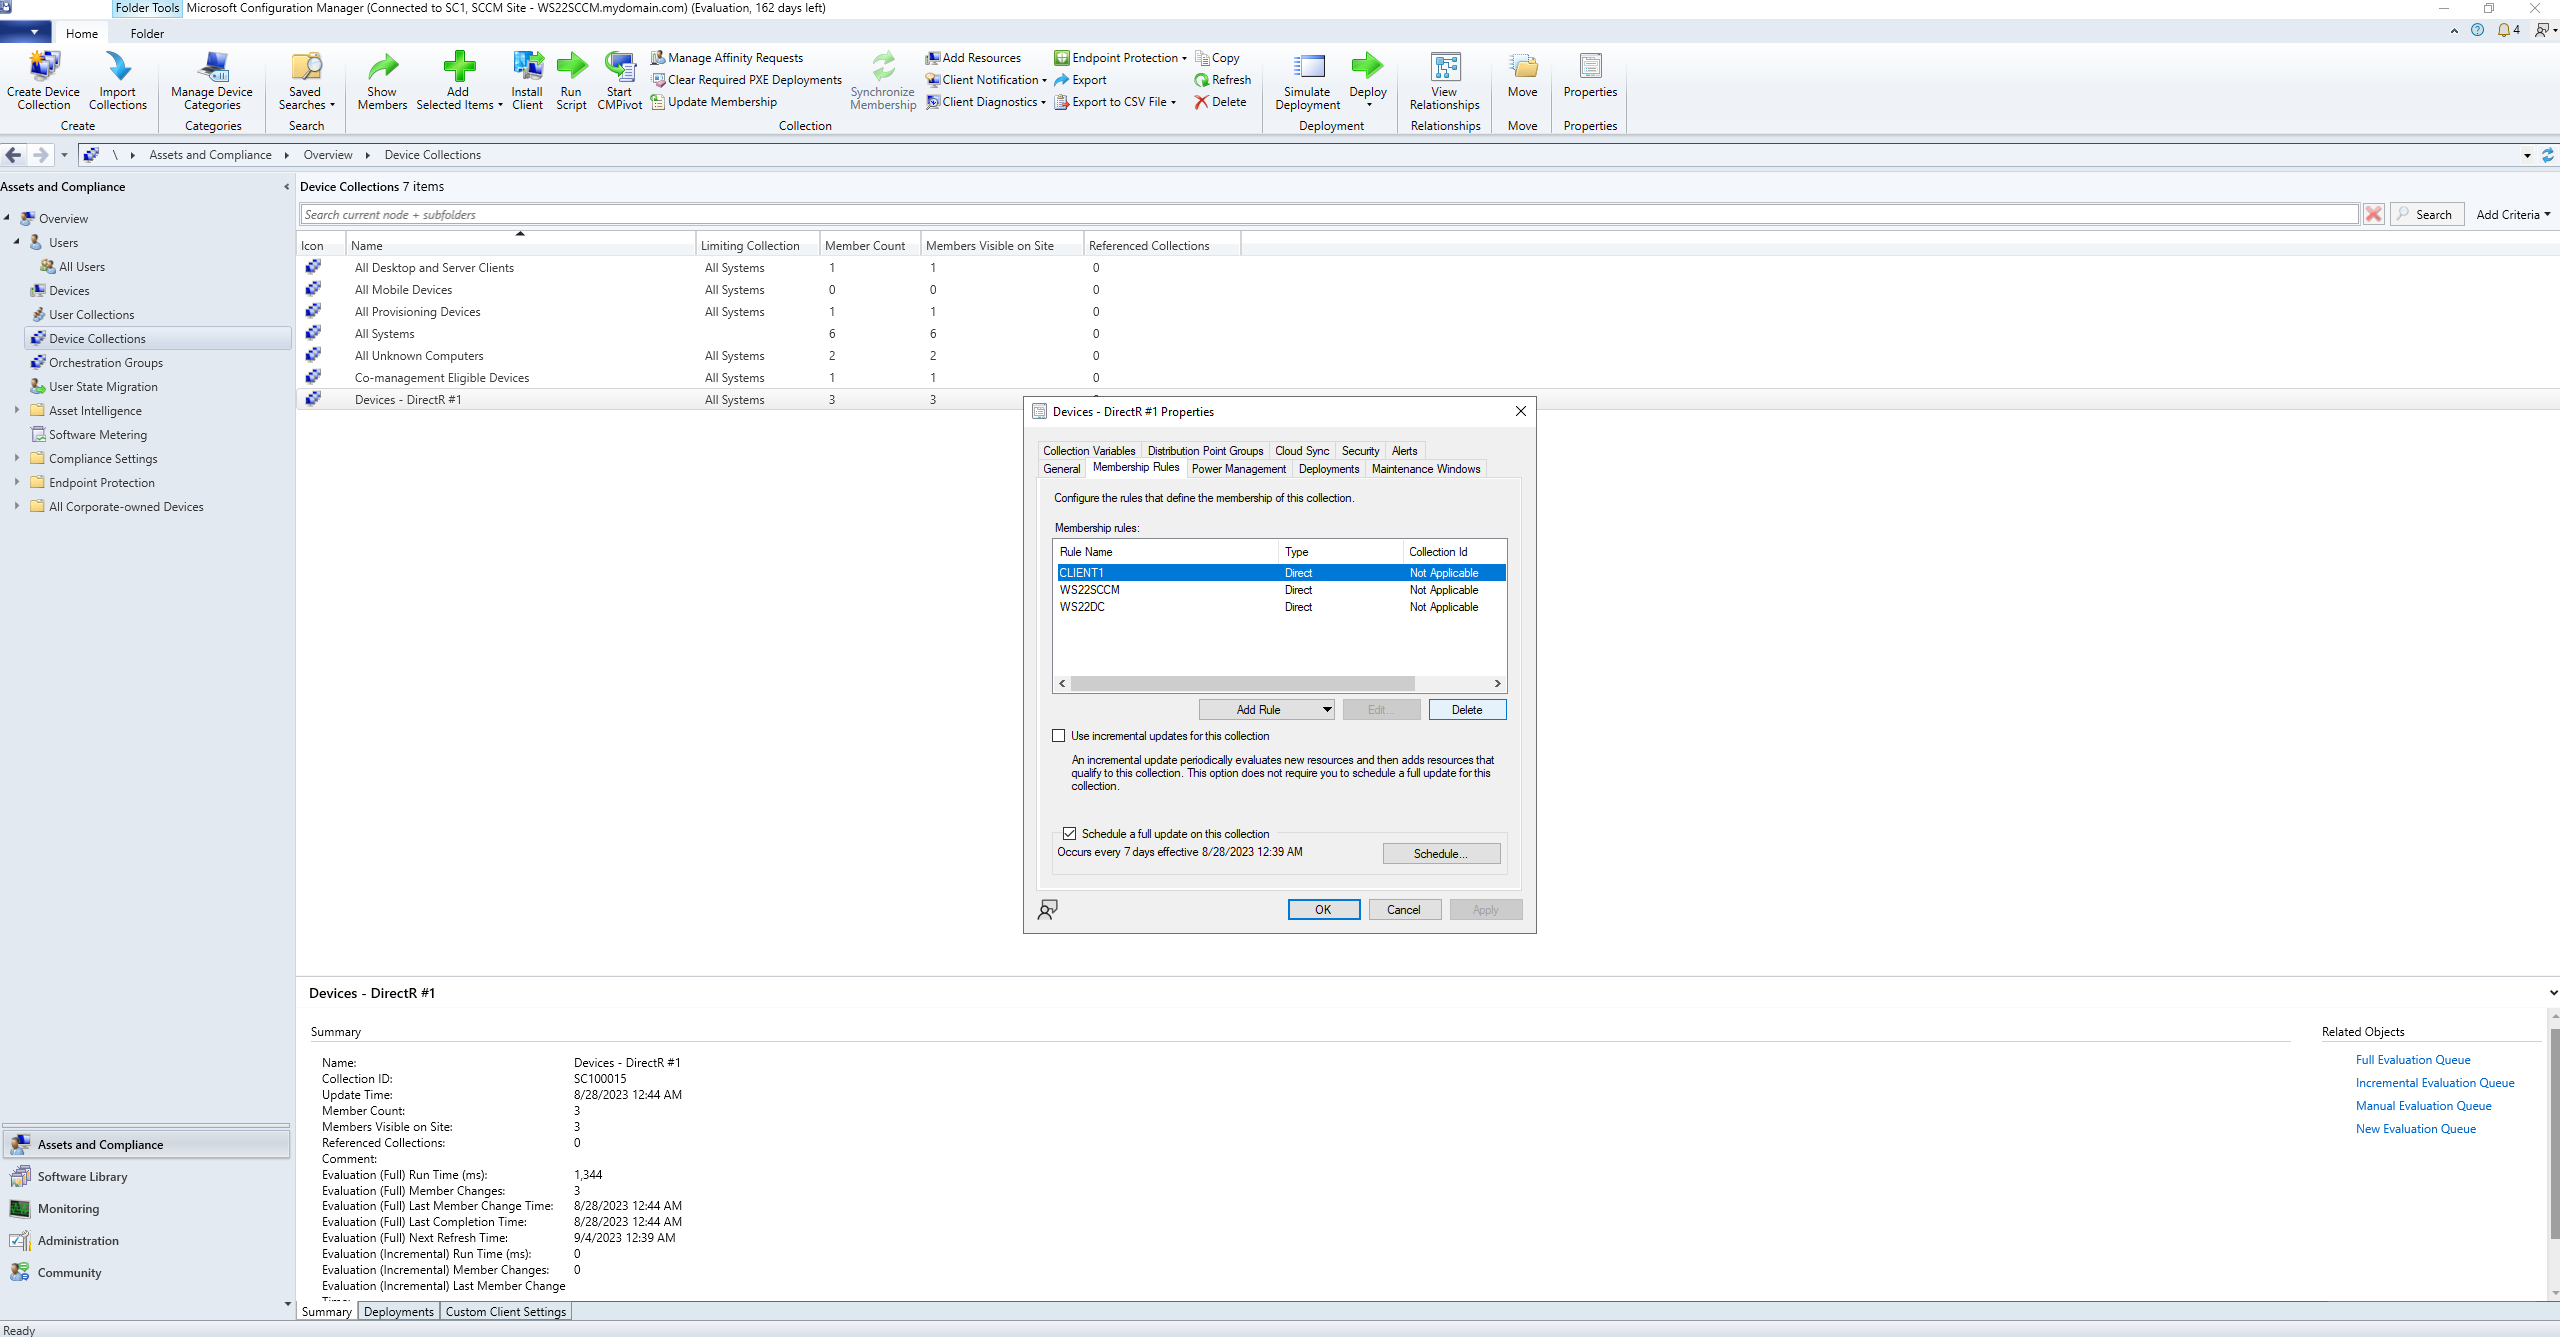 Folder Tools Microsoft Configuration Manager (Connected to SC1, SCCM Site - WS22SCCM.mydomain.com) (Evaluation, 162 days left)
Home Folder
4
Create Device Collection
Import Collections
Create
Manage Device Categories
Categories
Saved Searches
Search
Show Members
Add Selected Items
Install Client
Run Script
Start CMPivot
Manage Affinity Requests
Clear Required PXE Deployments
Update Membership
Synchronize Membership
Add Resources
Client Notification
Client Diagnostics
Endpoint Protection
Export
Export to CSV File
Copy
Refresh
Delete
Collection
Simulate Deployment
Deploy
Deployment
View Relationships
Relationships
Move
Move
Properties
Properties
\ Assets and Compliance Overview Device Collections
Assets and Compliance
Overview
Users
All Users
Devices
User Collections
Device Collections
Orchestration Groups
User State Migration
Asset Intelligence
Software Metering
Compliance Settings
Endpoint Protection
All Corporate-owned Devices
Assets and Compliance
Software Library
Monitoring
Administration
Community
Device Collections 7 items
Search current node + subfolders
Search Add Criteria
Icon Name Limiting Collection Member Count Members Visible on Site Referenced Collections
All Desktop and Server Clients All Systems 1 1 0
All Mobile Devices All Systems 0 0 0
All Provisioning Devices All Systems 1 1 0
All Systems 6 6 0
All Unknown Computers All Systems 2 2 0
Co-management Eligible Devices All Systems 1 1 0
Devices - DirectR #1 All Systems 3 3
Devices - DirectR #1 Properties
Collection Variables Distribution Point Groups Cloud Sync Security Alerts
General Membership Rules Power Management Deployments Maintenance Windows
Configure the rules that define the membership of this collection.
Membership rules:
Rule Name Type Collection Id
CLIENT1 Direct Not Applicable
WS22SCCM Direct Not Applicable
WS22DC Direct Not Applicable
Add Rule Edit... Delete
Use incremental updates for this collection
An incremental update periodically evaluates new resources and then adds resources that
qualify to this collection. This option does not require you to schedule a full update for this
collection.
Schedule a full update on this collection
Occurs every 7 days effective 8/28/2023 12:39 AM
Schedule...
OK Cancel Apply
Devices - DirectR #1
Summary
Name: Devices - DirectR #1
Collection ID: SC100015
Update Time: 8/28/2023 12:44 AM
Member Count: 3
Members Visible on Site: 3
Referenced Collections: 0
Comment:
Evaluation (Full) Run Time (ms): 1,344
Evaluation (Full) Member Changes: 3
Evaluation (Full) Last Member Change Time: 8/28/2023 12:44 AM
Evaluation (Full) Last Completion Time: 8/28/2023 12:44 AM
Evaluation (Full) Next Refresh Time: 9/4/2023 12:39 AM
Evaluation (Incremental) Run Time (ms): 0
Evaluation (Incremental) Member Changes: 0
Evaluation (Incremental) Last Member Change
Related Objects
Full Evaluation Queue
Incremental Evaluation Queue
Manual Evaluation Queue
New Evaluation Queue
Summary Deployments Custom Client Settings
Ready